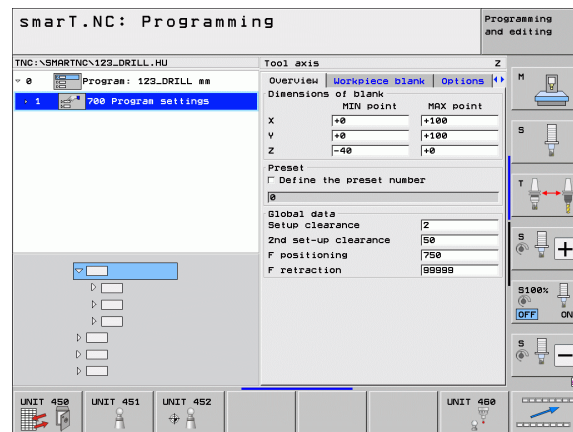 smarT.NC: Programming
Programming
and editing
TNC:\SMARTNC\123_DRILL.HU
Tool axis Z
0 Program: 123_DRILL mm
1 700 Program settings
Overview Workpiece blank Options
Dimensions of blank
MIN point MAX point
X +0 +100
Y +0 +100
Z -40 +0
Preset
Define the preset number
0
Global data
Setup clearance 2
2nd set-up clearance 50
F positioning 750
F retraction 99999
M
S
T
S
S100%
OFF ON
S
UNIT 450
UNIT 451
UNIT 452
UNIT 460